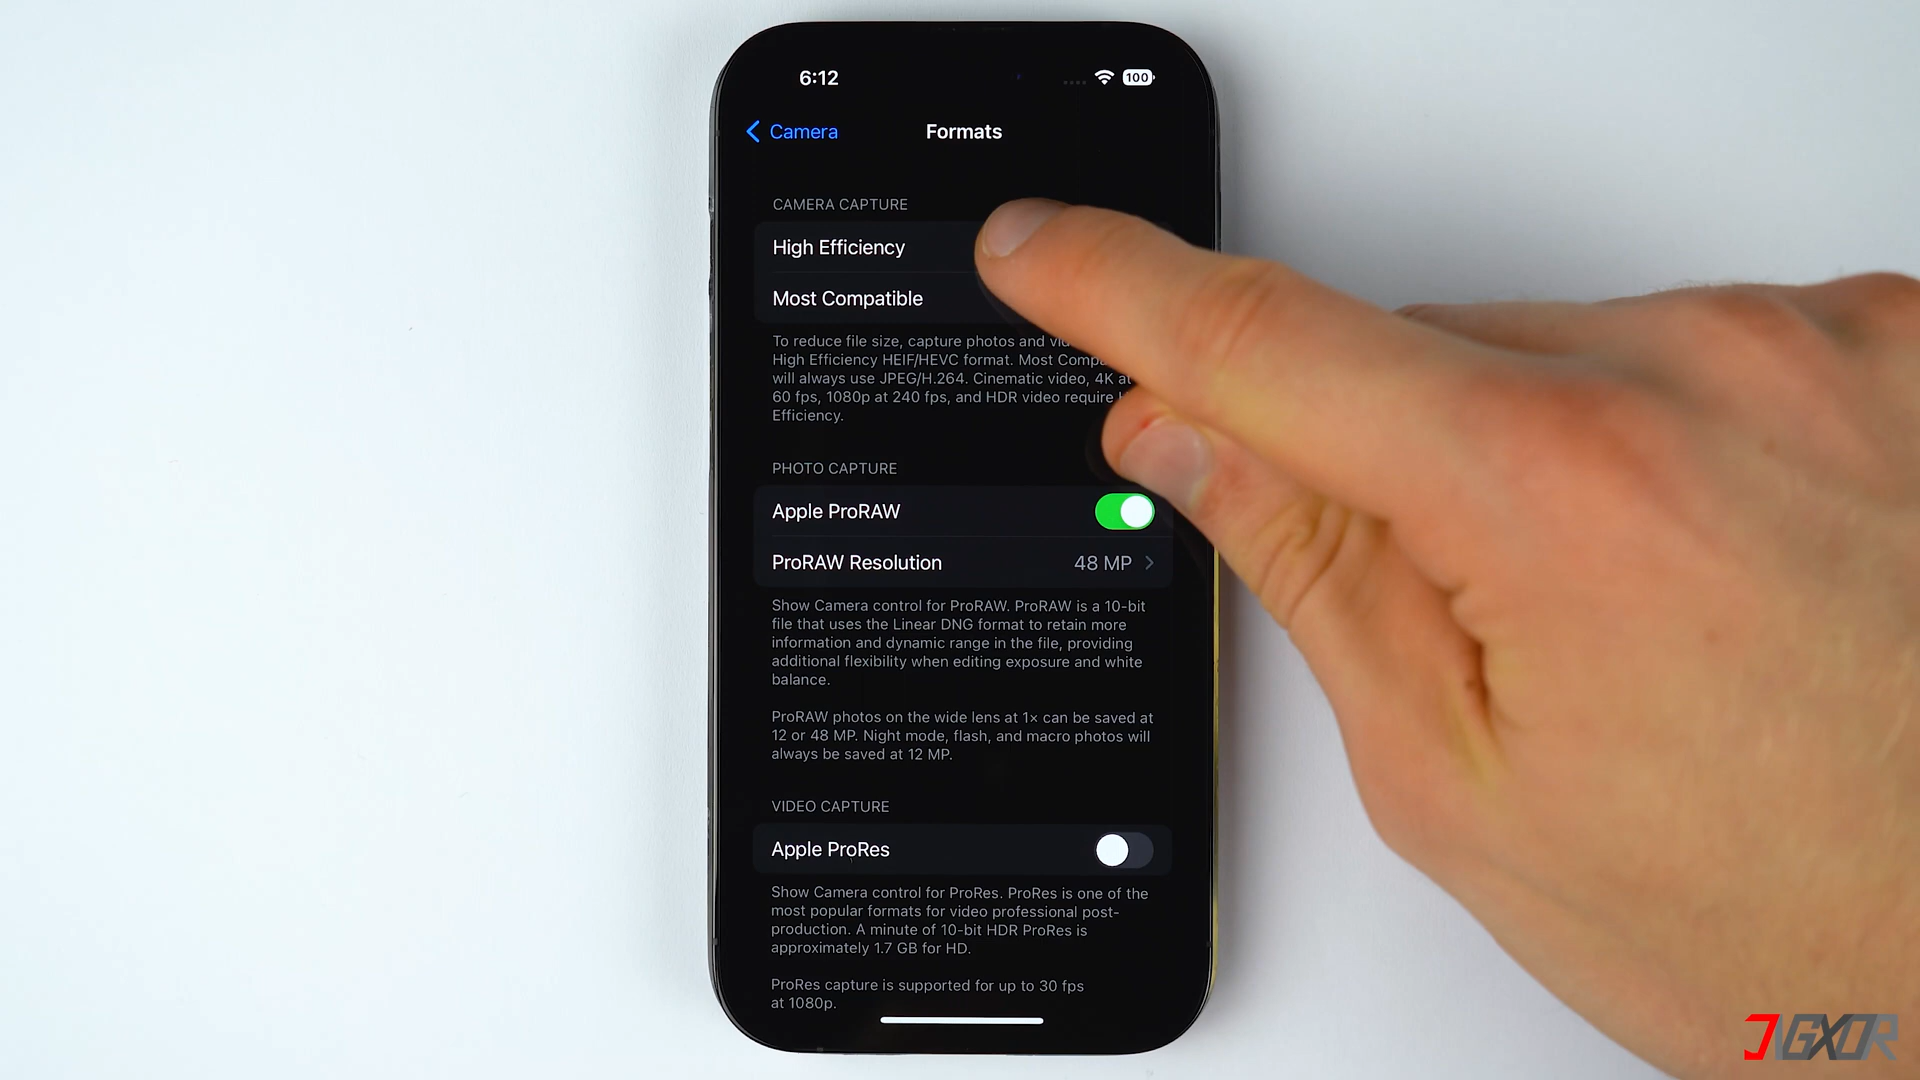 6:12
100
Camera
Formats
CAMERA CAPTURE
High Efficiency
Most Compatible
To reduce file size, capture photos and
High Efficiency HEIF/HEVC format. Most
will always use JPEG/H.264. Cinematic video, 4K at
60 fps, 1080p at 240 fps, and HDR video require
Efficiency.
PHOTO CAPTURE
Apple ProRAW
ProRAW Resolution 48 MP
Show Camera control for ProRAW. ProRAW is a 10-bit
file that uses the Linear DNG format to retain more
information and dynamic range in the file, providing
additional flexibility when editing exposure and white
balance.
ProRAW photos on the wide lens at 1× can be saved at
12 or 48 MP. Night mode, flash, and macro photos will
always be saved at 12 MP.
VIDEO CAPTURE
Apple ProRes
Show Camera control for ProRes. ProRes is one of the
most popular formats for video professional post-
production. A minute of 10-bit HDR ProRes is
approximately 1.7 GB for HD.
ProRes capture is supported for up to 30 fps
at 1080p.